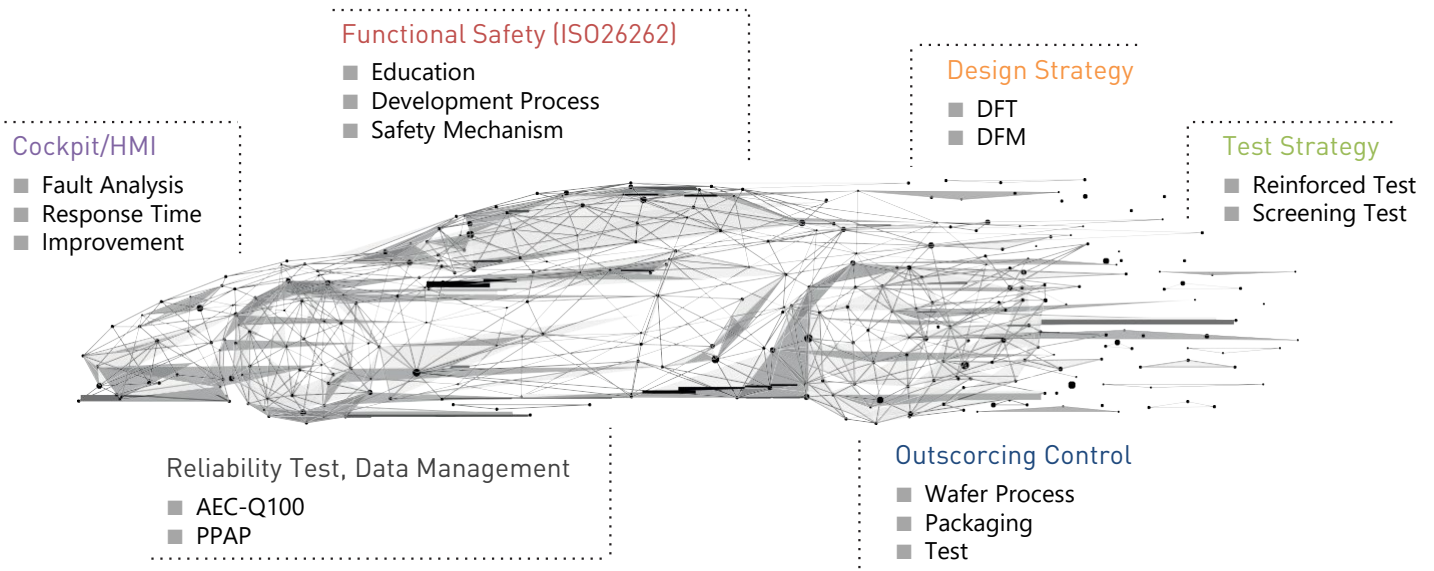 Functional Safety (ISO26262)
■ Education
■ Development Process
■ Safety Mechanism
Design Strategy
■ DFT
■ DFM
Cockpit/HMI
■ Fault Analysis
■ Response Time
■ Improvement
Test Strategy
■ Reinforced Test
■ Screening Test
Reliability Test, Data Management
■ AEC-Q100
■ PPAP
Outscorcing Control
■ Wafer Process
■ Packaging
■ Test